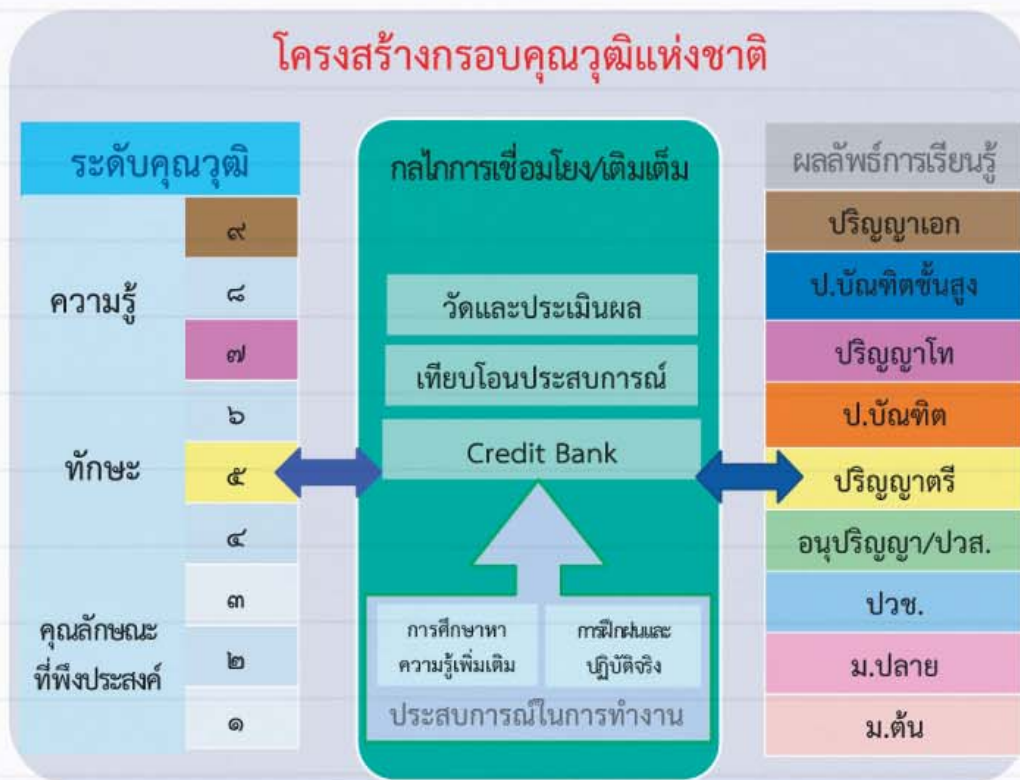 โครงสร้างกรอบคุณวุฒิแห่งชาติ
ระดับคุณวุฒิ
ความรู้
ทักษะ
คุณลักษณะ
ที่พึงประสงค์
๙
๘
๗
๖
๕
๔
๓
๒
๑
กลไกการเชื่อมโยง/เติมเต็ม
วัดและประเมินผล
เทียบโอนประสบการณ์
Credit Bank
การศึกษาหา
ความรู้เพิ่มเติม
การฝึกฝนและ
ปฏิบัติจริง
ประสบการณ์ในการทำงาน
ผลลัพธ์การเรียนรู้
ปริญญาเอก
ป.บัณฑิตชั้นสูง
ปริญญาโท
ป.บัณฑิต
ปริญญาตรี
อนุปริญญา/ปวส.
ปวช.
ม.ปลาย
ม.ต้น